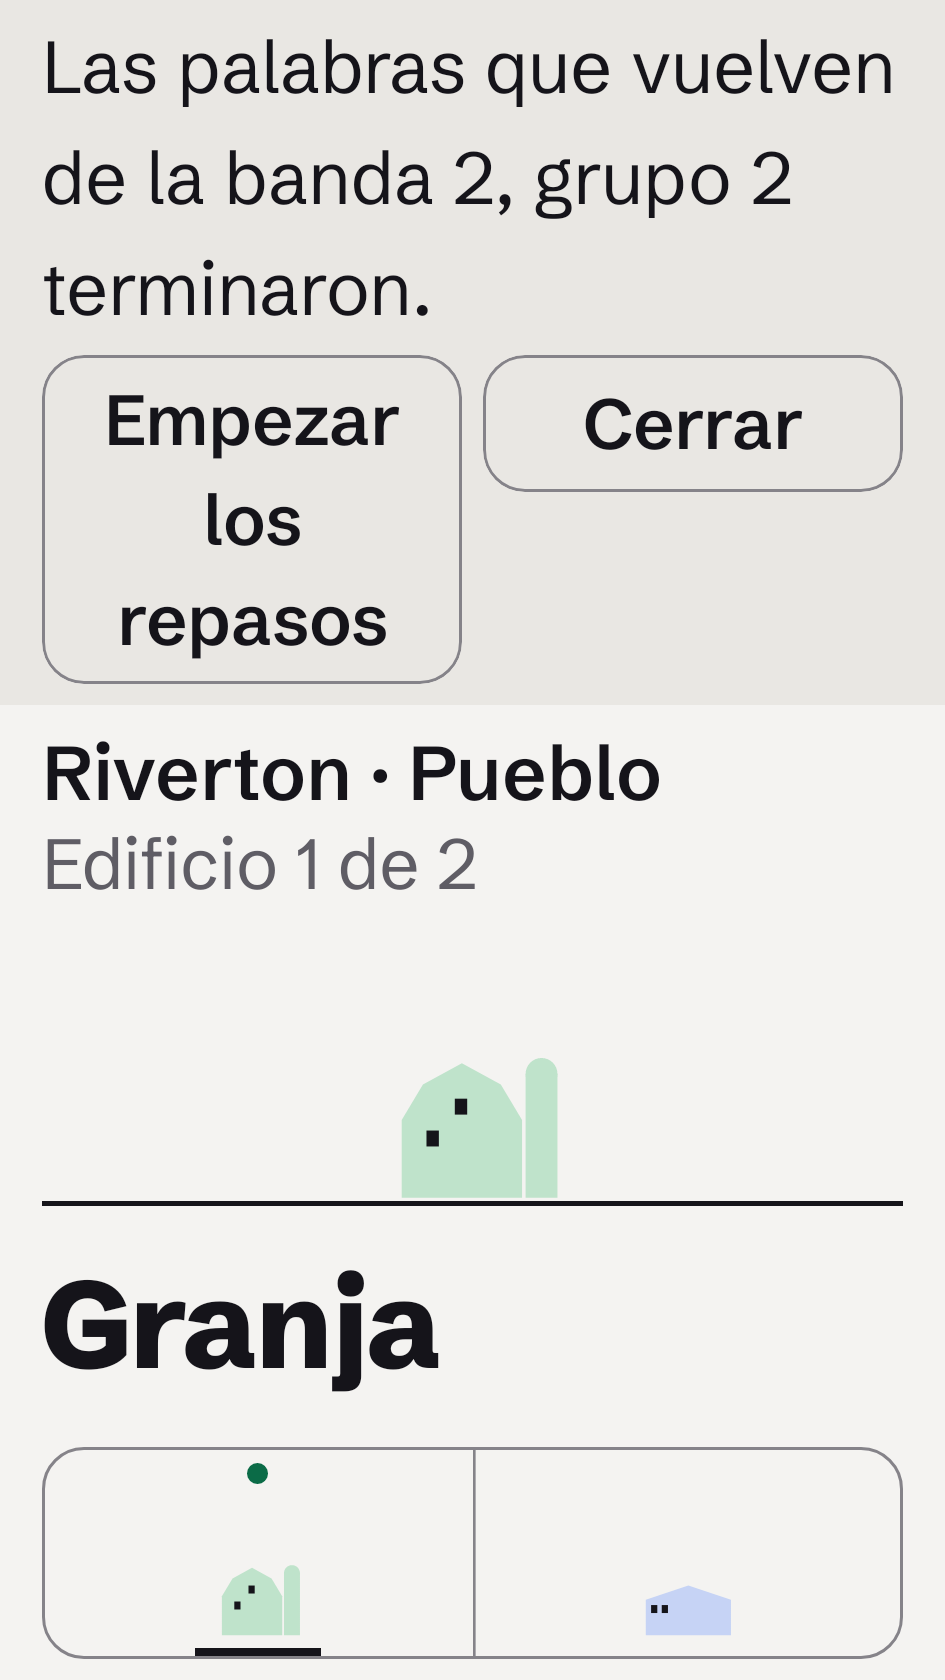 Las palabras que vuelven
de la banda 2, grupo 2
terminaron.
Empezar
los
repasos
Cerrar
Riverton · Pueblo
Edificio 1 de 2
Granja